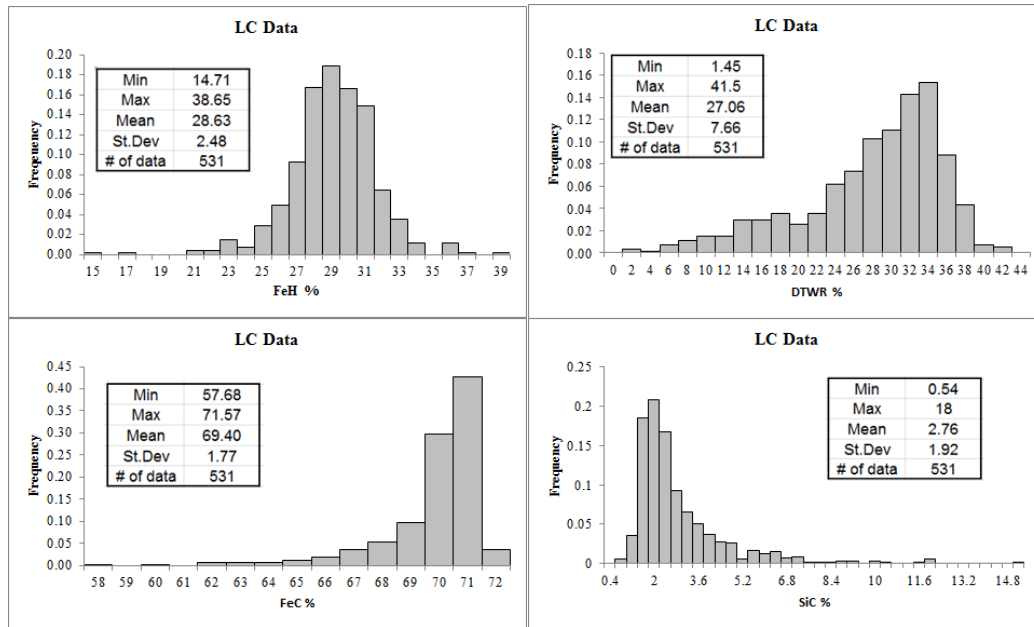 LC Data
0.20
0.18
0.16
0.14
0.12
0.10
0.08
0.06
0.04
0.02
0.00
Freqenency
Min 14.71
Max 38.65
Mean 28.63
St.Dev 2.48
# of data 531
15 17 19 21 23 25 27 29 31 33 35 37 39
FeH %
LC Data
0.18
0.16
0.14
0.12
0.10
0.08
0.06
0.04
0.02
0.00
Frequency
Min 1.45
Max 41.5
Mean 27.06
St.Dev 7.66
# of data 531
0 2 4 6 8 10 12 14 16 18 20 22 24 26 28 30 32 34 36 38 40 42 44
DTWR %
LC Data
0.45
0.40
0.35
0.30
0.25
0.20
0.15
0.10
0.05
0.00
Frequency
Min 57.68
Max 71.57
Mean 69.40
St.Dev 1.77
# of data 531
58 59 60 61 62 63 64 65 66 67 68 69 70 71 72
FeC %
LC Data
0.25
0.2
0.15
0.1
0.05
0
Frequency
Min 0.54
Max 18
Mean 2.76
St.Dev 1.92
# of data 531
0.4 2 3.6 5.2 6.8 8.4 10 11.6 13.2 14.8
SiC %